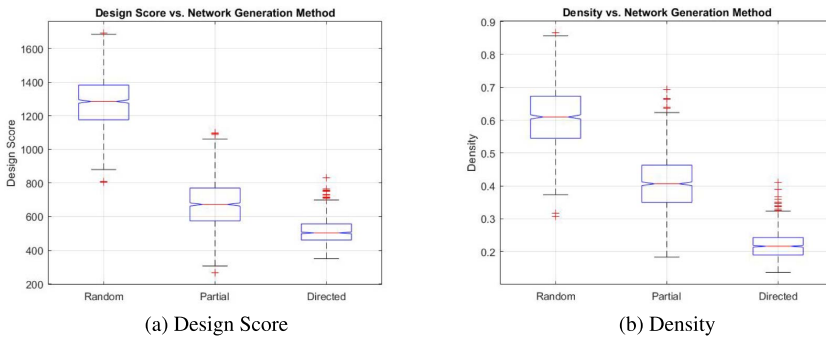 Design Score vs. Network Generation Method
Design Score
1600
1400
1200
1000
800
600
400
200
Random Partial Directed
(a) Design Score
Density vs. Network Generation Method
Density
0.9
0.8
0.7
0.6
0.5
0.4
0.3
0.2
Random Partial Directed
(b) Density